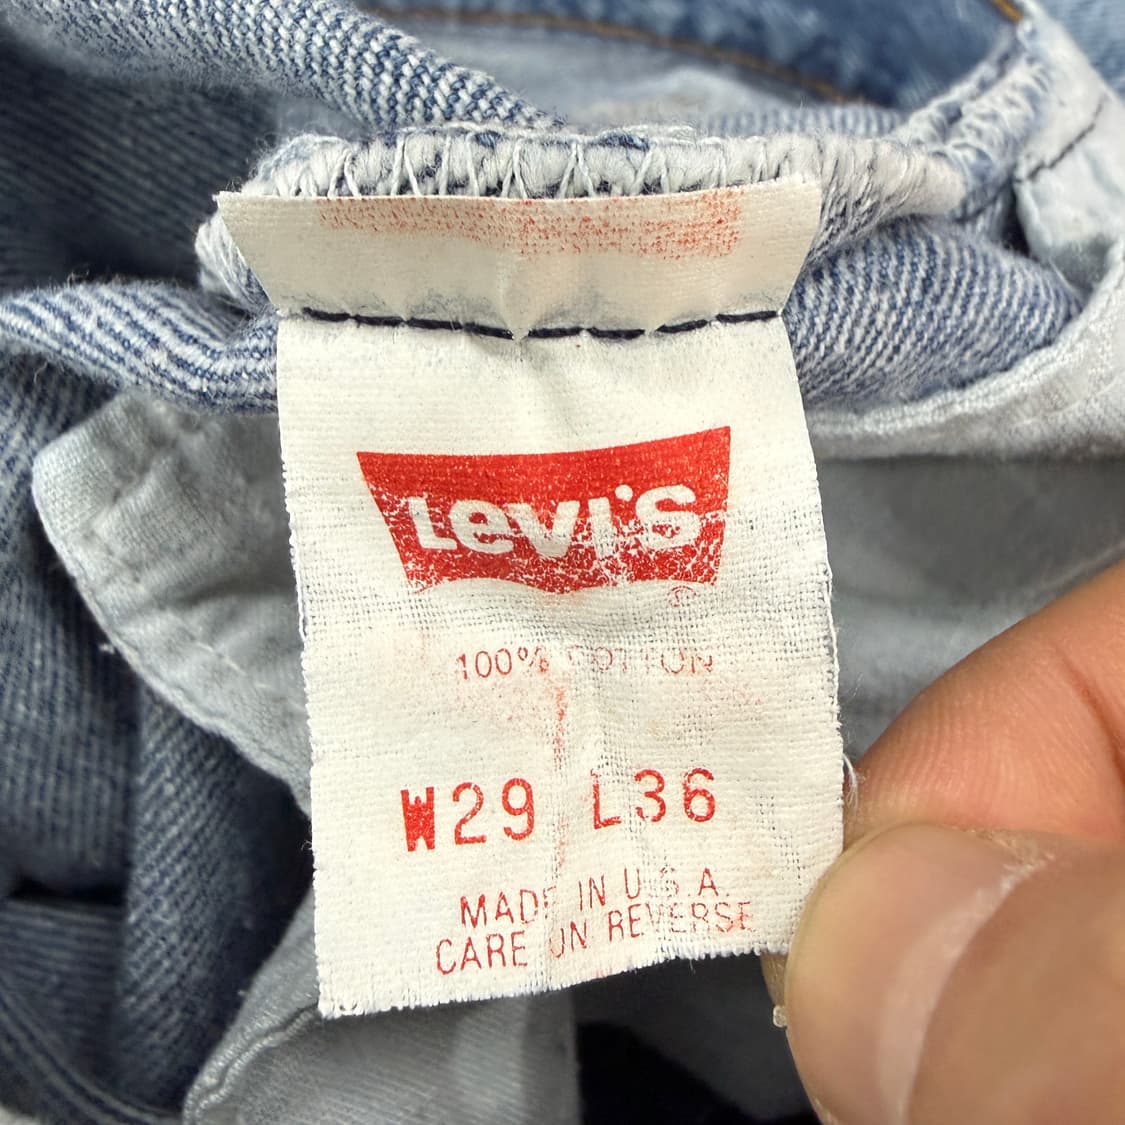 Levi's
100% COTTON
W29 L36
MADE IN U.S.A.
CARE ON REVERSE